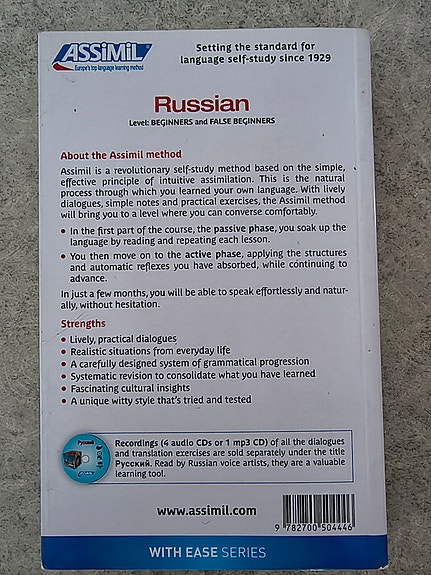 ASSiMiL
Europe's top language learning method
Setting the standard for
language self-study since 1929
Russian
Level: BEGINNERS and FALSE BEGINNERS
About the Assimil method
Assimil is a revolutionary self-study method based on the simple,
effective principle of intuitive assimilation. This is the natural
process through which you learned your own language. With lively
dialogues, simple notes and practical exercises, the Assimil method
will bring you to a level where you can converse comfortably.
• In the first part of the course, the passive phase, you soak up the
language by reading and repeating each lesson.
• You then move on to the active phase, applying the structures
and automatic reflexes you have absorbed, while continuing to
advance.
In just a few months, you will be able to speak effortlessly and natur-
ally, without hesitation.
Strengths
• Lively, practical dialogues
• Realistic situations from everyday life
• A carefully designed system of grammatical progression
• Systematic revision to consolidate what you have learned
• Fascinating cultural insights
• A unique witty style that's tried and tested
Русский
Recordings (4 audio CDs or 1 mp3 CD) of all the dialogues
and translation exercises are sold separately under the title
Русский. Read by Russian voice artists, they are a valuable
learning tool.
www.assimil.com
9 782700 504446
WITH EASE SERIES